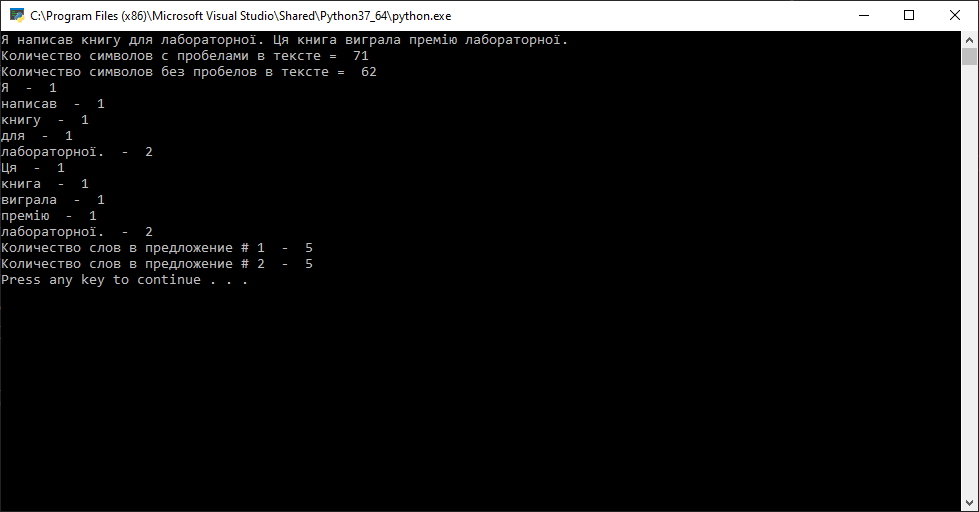 C:\Program Files (x86)\Microsoft Visual Studio\Shared\Python37_64\python.exe
Я написав книгу для лабораторної. Ця книга виграла премію лабораторної.
Количество символов с пробелами в тексте =  71
Количество символов без пробелов в тексте =  62
Я  -  1
написав  -  1
книгу  -  1
для  -  1
лабораторної.  -  2
Ця  -  1
книга  -  1
виграла  -  1
премію  -  1
лабораторної.  -  2
Количество слов в предложение # 1  -  5
Количество слов в предложение # 2  -  5
Press any key to continue . . .